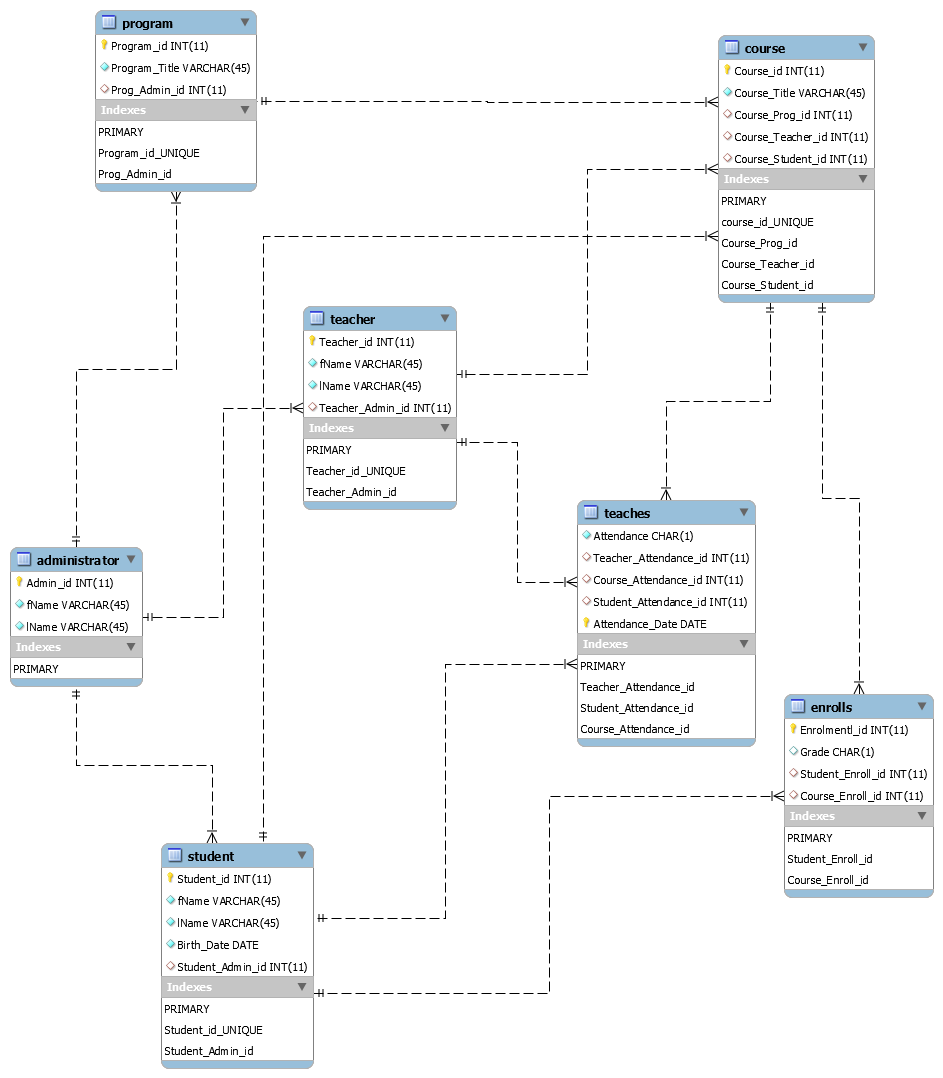 program
Program_id INT(11)
Program_Title VARCHAR(45)
Prog_Admin_id INT(11)
Indexes
PRIMARY
Program_id_UNIQUE
Prog_Admin_id
course
Course_id INT(11)
Course_Title VARCHAR(45)
Course_Prog_id INT(11)
Course_Teacher_id INT(11)
Course_Student_id INT(11)
Indexes
PRIMARY
course_id_UNIQUE
Course_Prog_id
Course_Teacher_id
Course_Student_id
teacher
Teacher_id INT(11)
fName VARCHAR(45)
lName VARCHAR(45)
Teacher_Admin_id INT(11)
Indexes
PRIMARY
Teacher_id_UNIQUE
Teacher_Admin_id
teaches
Attendance CHAR(1)
Teacher_Attendance_id INT(11)
Course_Attendance_id INT(11)
Student_Attendance_id INT(11)
Attendance_Date DATE
Indexes
PRIMARY
Teacher_Attendance_id
Student_Attendance_id
Course_Attendance_id
administrator
Admin_id INT(11)
fName VARCHAR(45)
lName VARCHAR(45)
Indexes
PRIMARY
enrolls
Enrolmentl_id INT(11)
Grade CHAR(1)
Student_Enroll_id INT(11)
Course_Enroll_id INT(11)
Indexes
PRIMARY
Student_Enroll_id
Course_Enroll_id
student
Student_id INT(11)
fName VARCHAR(45)
lName VARCHAR(45)
Birth_Date DATE
Student_Admin_id INT(11)
Indexes
PRIMARY
Student_id_UNIQUE
Student_Admin_id